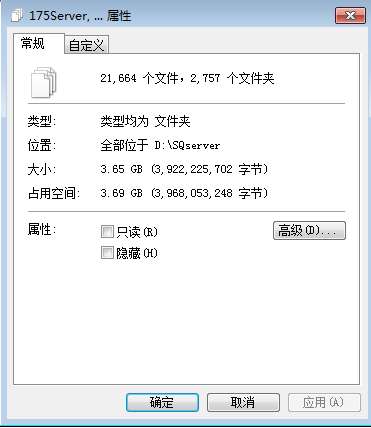 175Server, ... 属性
常规 自定义
21,664 个文件，2,757 个文件夹
类型: 类型均为 文件夹
位置: 全部位于 D:\SQserver
大小: 3.65 GB (3,922,225,702 字节)
占用空间: 3.69 GB (3,968,053,248 字节)
属性: 只读(R) 高级(D)...
隐藏(H)
确定 取消 应用(A)